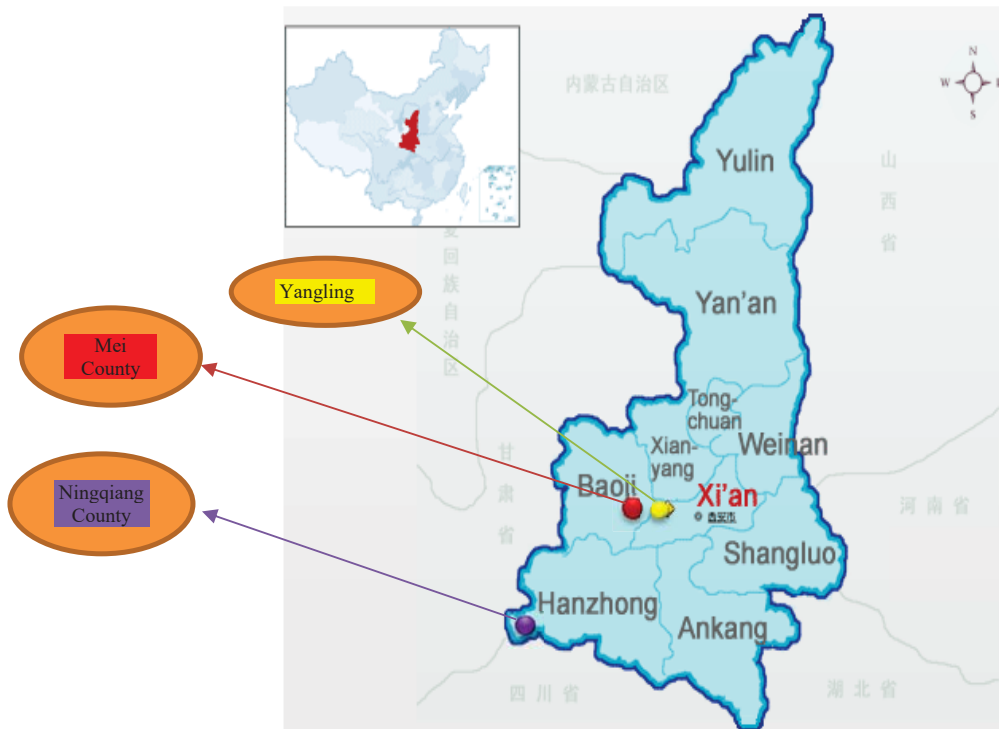 内蒙古自治区
N
W
E
S
山西省
Yulin
夏回族自治区
Yangling
Yan'an
Mei
County
Tong-
chuan
Xian-
yang
Weinan
甘肃省
Ningqiang
County
Baoji
Xi'an
西安市
河南省
Shangluo
Hanzhong
Ankang
四川省
湖北省